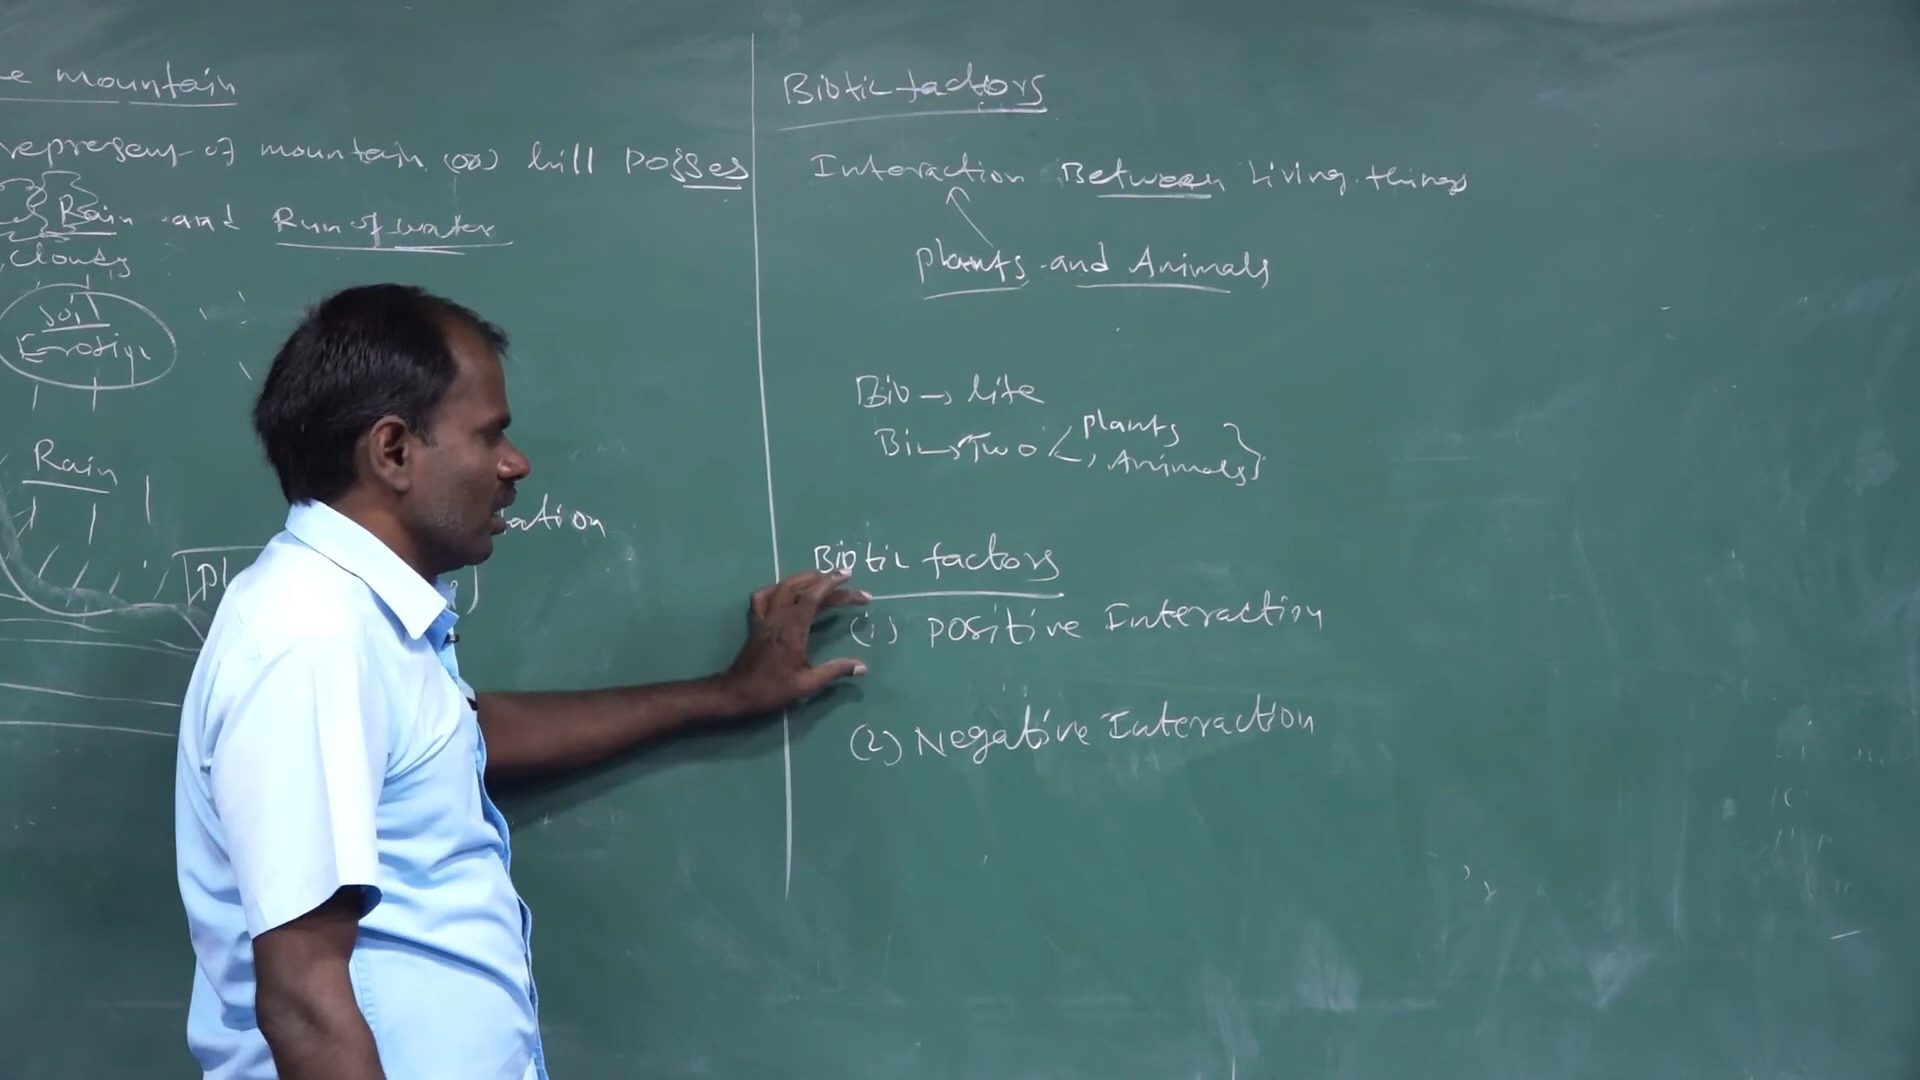 e mountain
represent of mountain (or) hill posses
Rain and Run of water
clouds
Soil
Erosion
Rain
ation
Pl
Biotic factors
Interaction Between Living things
plants and Animals
Bio → life
Bi → Two < plants
, Animals }
Biotic factors
(1) positive Interaction
(2) Negative Interaction